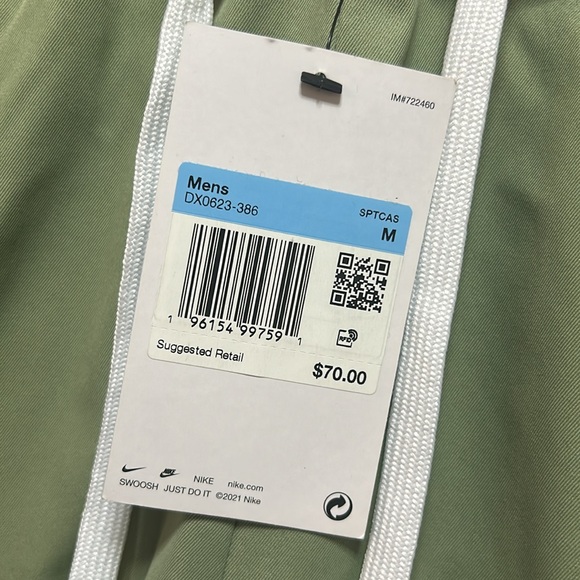 IM#722460
Mens
DX0623-386
SPTCAS
M
1 96154 99759 1
RFID
Suggested Retail
$70.00
NIKE nike.com
SWOOSH JUST DO IT ©2021 Nike